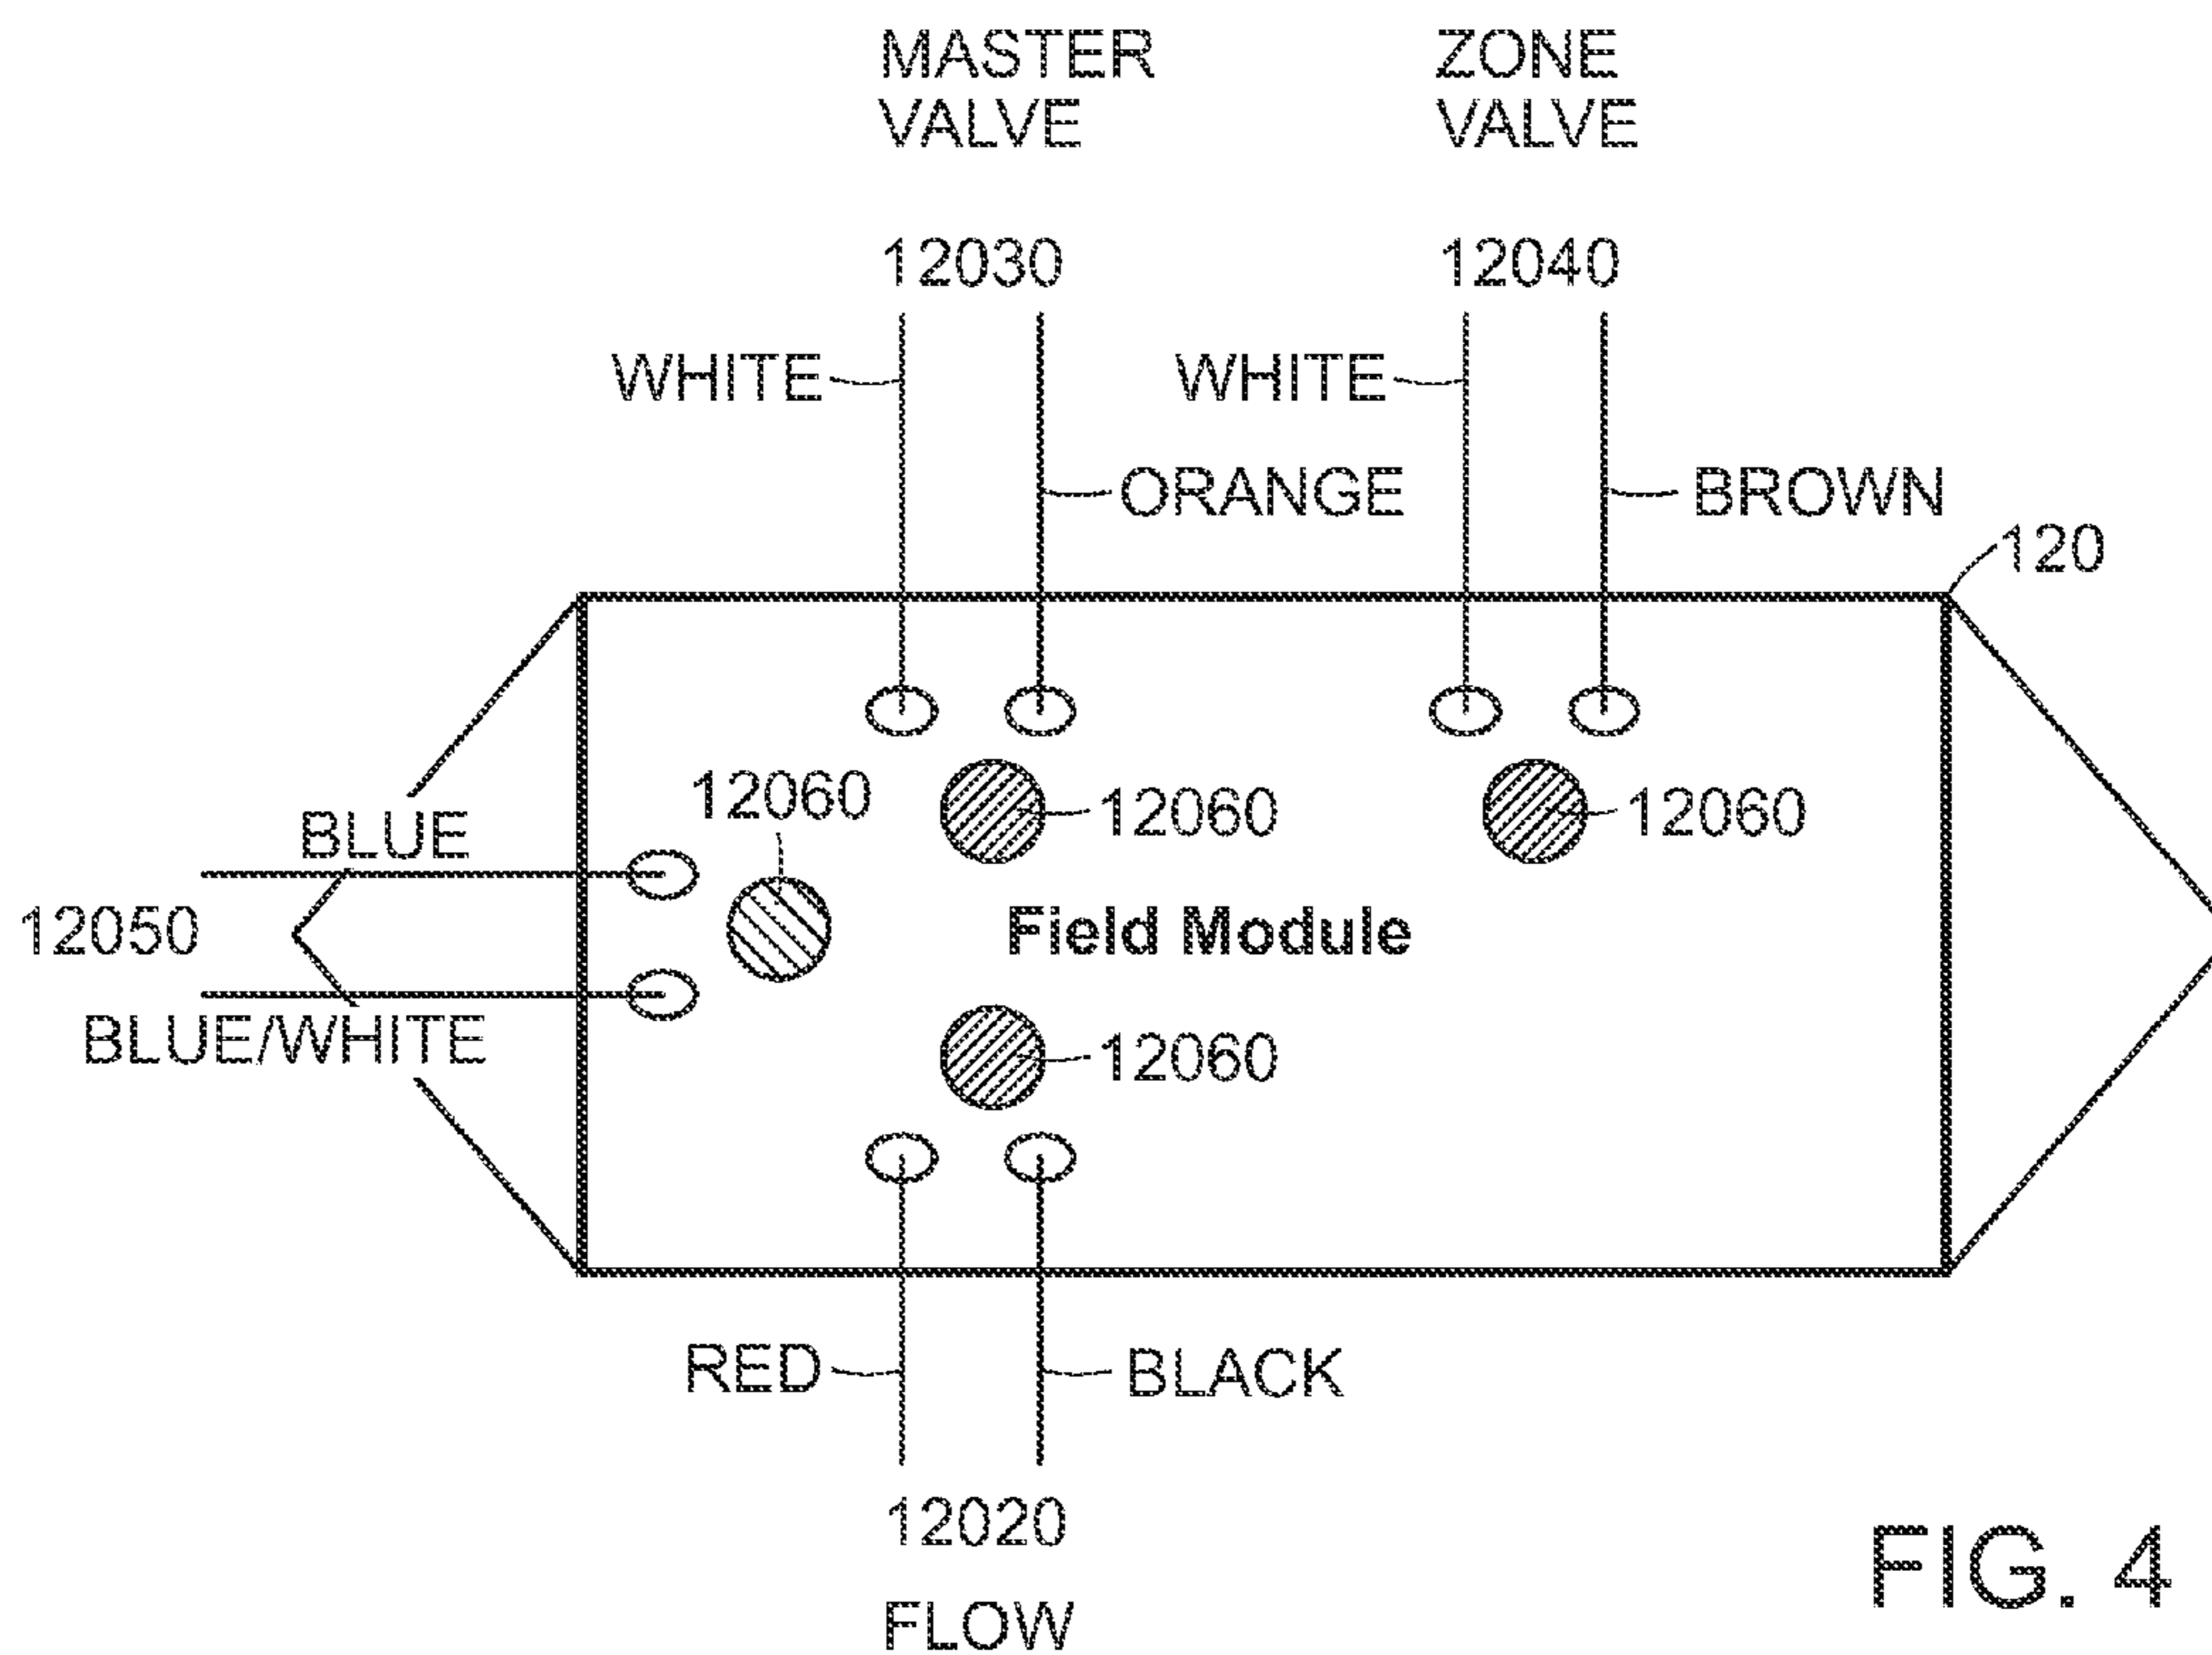 MASTER
VALVE
ZONE
VALVE
12030
12040
WHITE
WHITE
ORANGE
BROWN
120
12060
12060
12060
BLUE
12050
Field Module
BLUE/WHITE
12060
RED
BLACK
12020
FLOW
FIG. 4